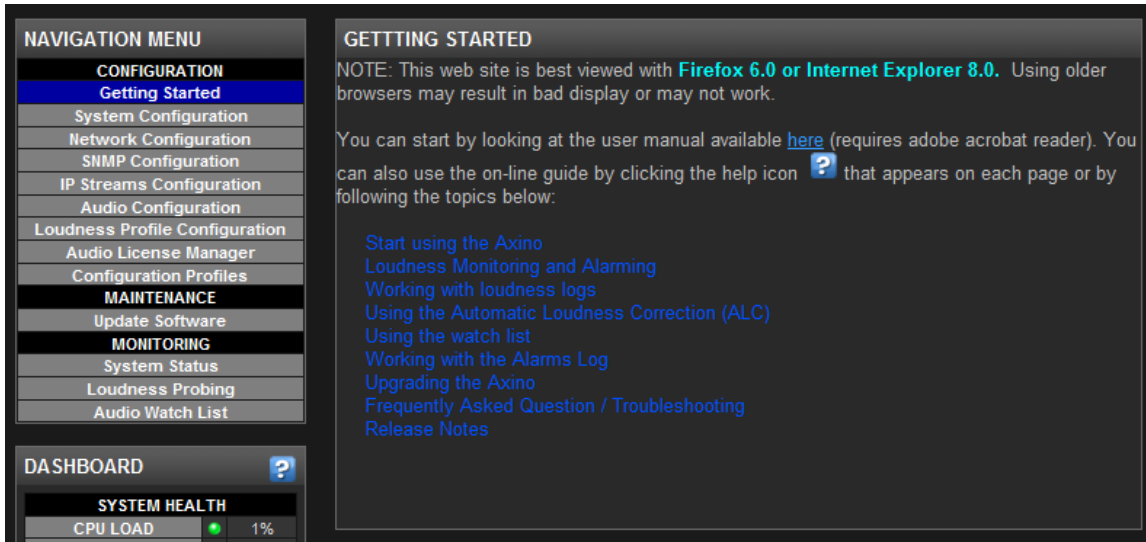 NAVIGATION MENU
CONFIGURATION
Getting Started
System Configuration
Network Configuration
SNMP Configuration
IP Streams Configuration
Audio Configuration
Loudness Profile Configuration
Audio License Manager
Configuration Profiles
MAINTENANCE
Update Software
MONITORING
System Status
Loudness Probing
Audio Watch List
DASHBOARD
?
SYSTEM HEALTH
CPU LOAD 1%
GETTTING STARTED
NOTE: This web site is best viewed with Firefox 6.0 or Internet Explorer 8.0. Using older
browsers may result in bad display or may not work.
You can start by looking at the user manual available here (requires adobe acrobat reader). You
can also use the on-line guide by clicking the help icon ? that appears on each page or by
following the topics below:
Start using the Axino
Loudness Monitoring and Alarming
Working with loudness logs
Using the Automatic Loudness Correction (ALC)
Using the watch list
Working with the Alarms Log
Upgrading the Axino
Frequently Asked Question / Troubleshooting
Release Notes